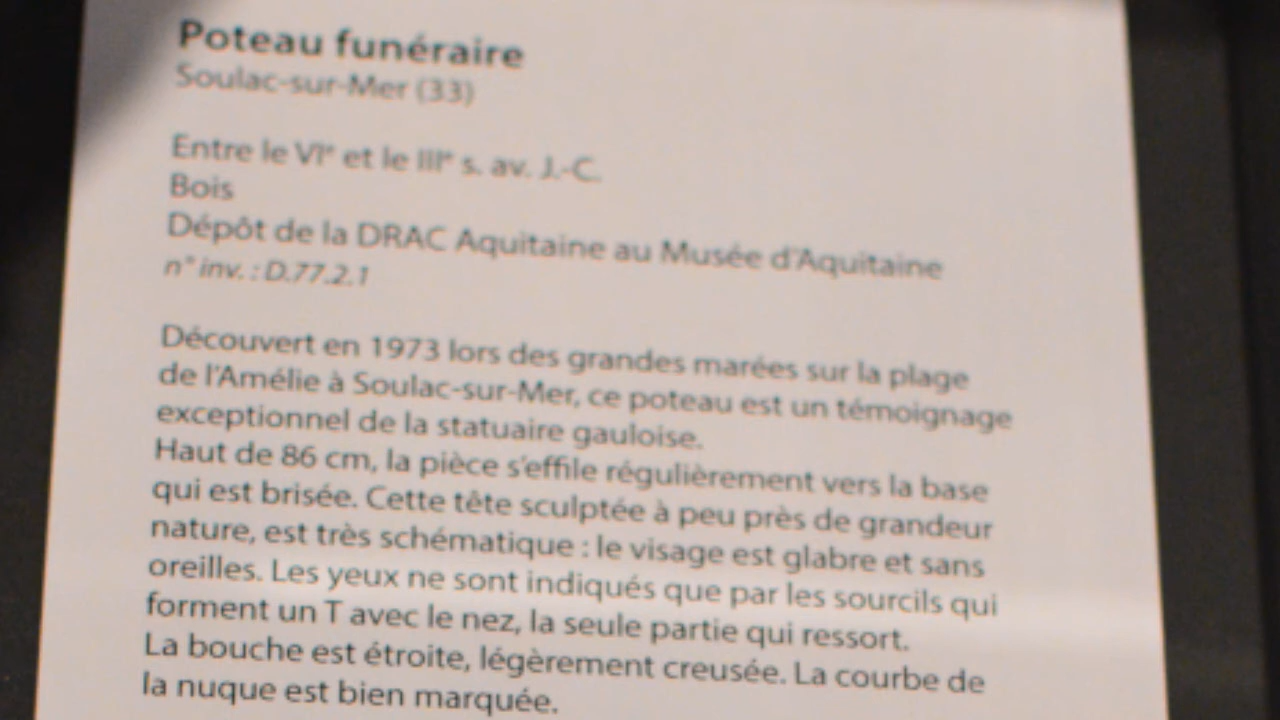 Poteau funéraire
Soulac-sur-Mer (33)
Entre le VIe et le IIIe s. av. J.-C.
Bois
Dépôt de la DRAC Aquitaine au Musée d'Aquitaine
n° inv. : D.77.2.1
Découvert en 1973 lors des grandes marées sur la plage
de l'Amélie à Soulac-sur-Mer, ce poteau est un témoignage
exceptionnel de la statuaire gauloise.
Haut de 86 cm, la pièce s'effile régulièrement vers la base
qui est brisée. Cette tête sculptée à peu près de grandeur
nature, est très schématique : le visage est glabre et sans
oreilles. Les yeux ne sont indiqués que par les sourcils qui
forment un T avec le nez, la seule partie qui ressort.
La bouche est étroite, légèrement creusée. La courbe de
la nuque est bien marquée.